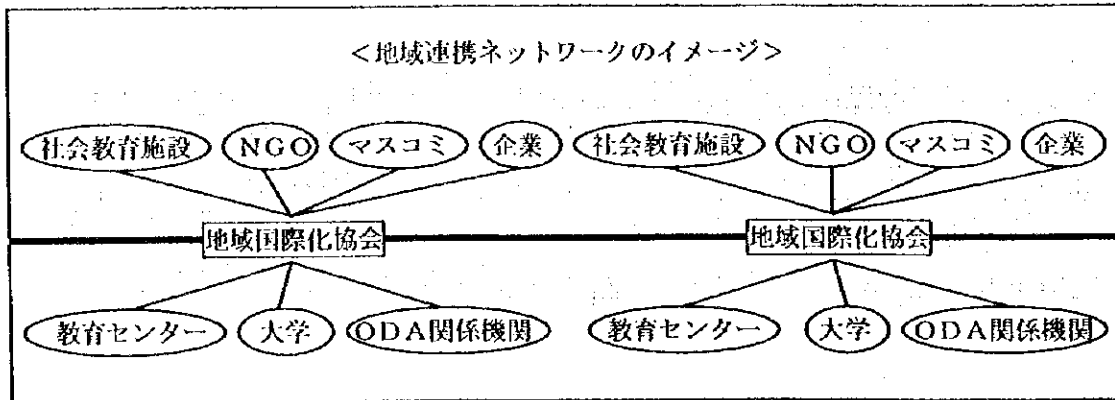 <地域連携ネットワークのイメージ>
社会教育施設 NGO マスコミ 企業 社会教育施設 NGO マスコミ 企業
地域国際化協会 地域国際化協会
教育センター 大学 ODA関係機関 教育センター 大学 ODA関係機関